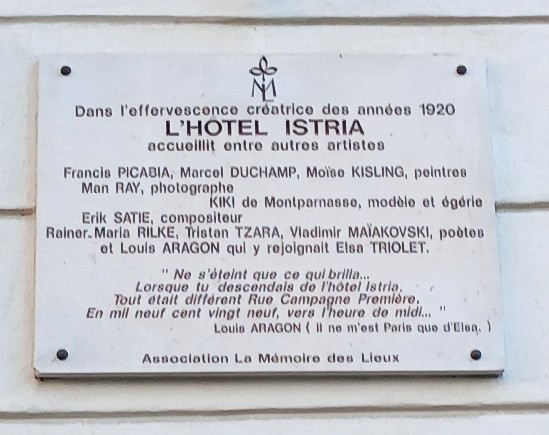 ML
Dans l'effervescence créatrice des années 1920
L'HÔTEL ISTRIA
accueillit entre autres artistes
Francis PICABIA, Marcel DUCHAMP, Moïse KISLING, peintres
Man RAY, photographe
KIKI de Montparnasse, modèle et égérie
Erik SATIE, compositeur
Rainer-Maria RILKE, Tristan TZARA, Vladimir MAÏAKOVSKI, poètes
et Louis ARAGON qui y rejoignait Elsa TRIOLET.
" Ne s'éteint que ce qui brilla...
Lorsque tu descendais de l'hôtel Istria.
Tout était différent Rue Campagne Première.
En mil neuf cent vingt neuf, vers l'heure de midi... "
Louis ARAGON ( Il ne m'est Paris que d'Elsa. )
Association La Mémoire des Lieux